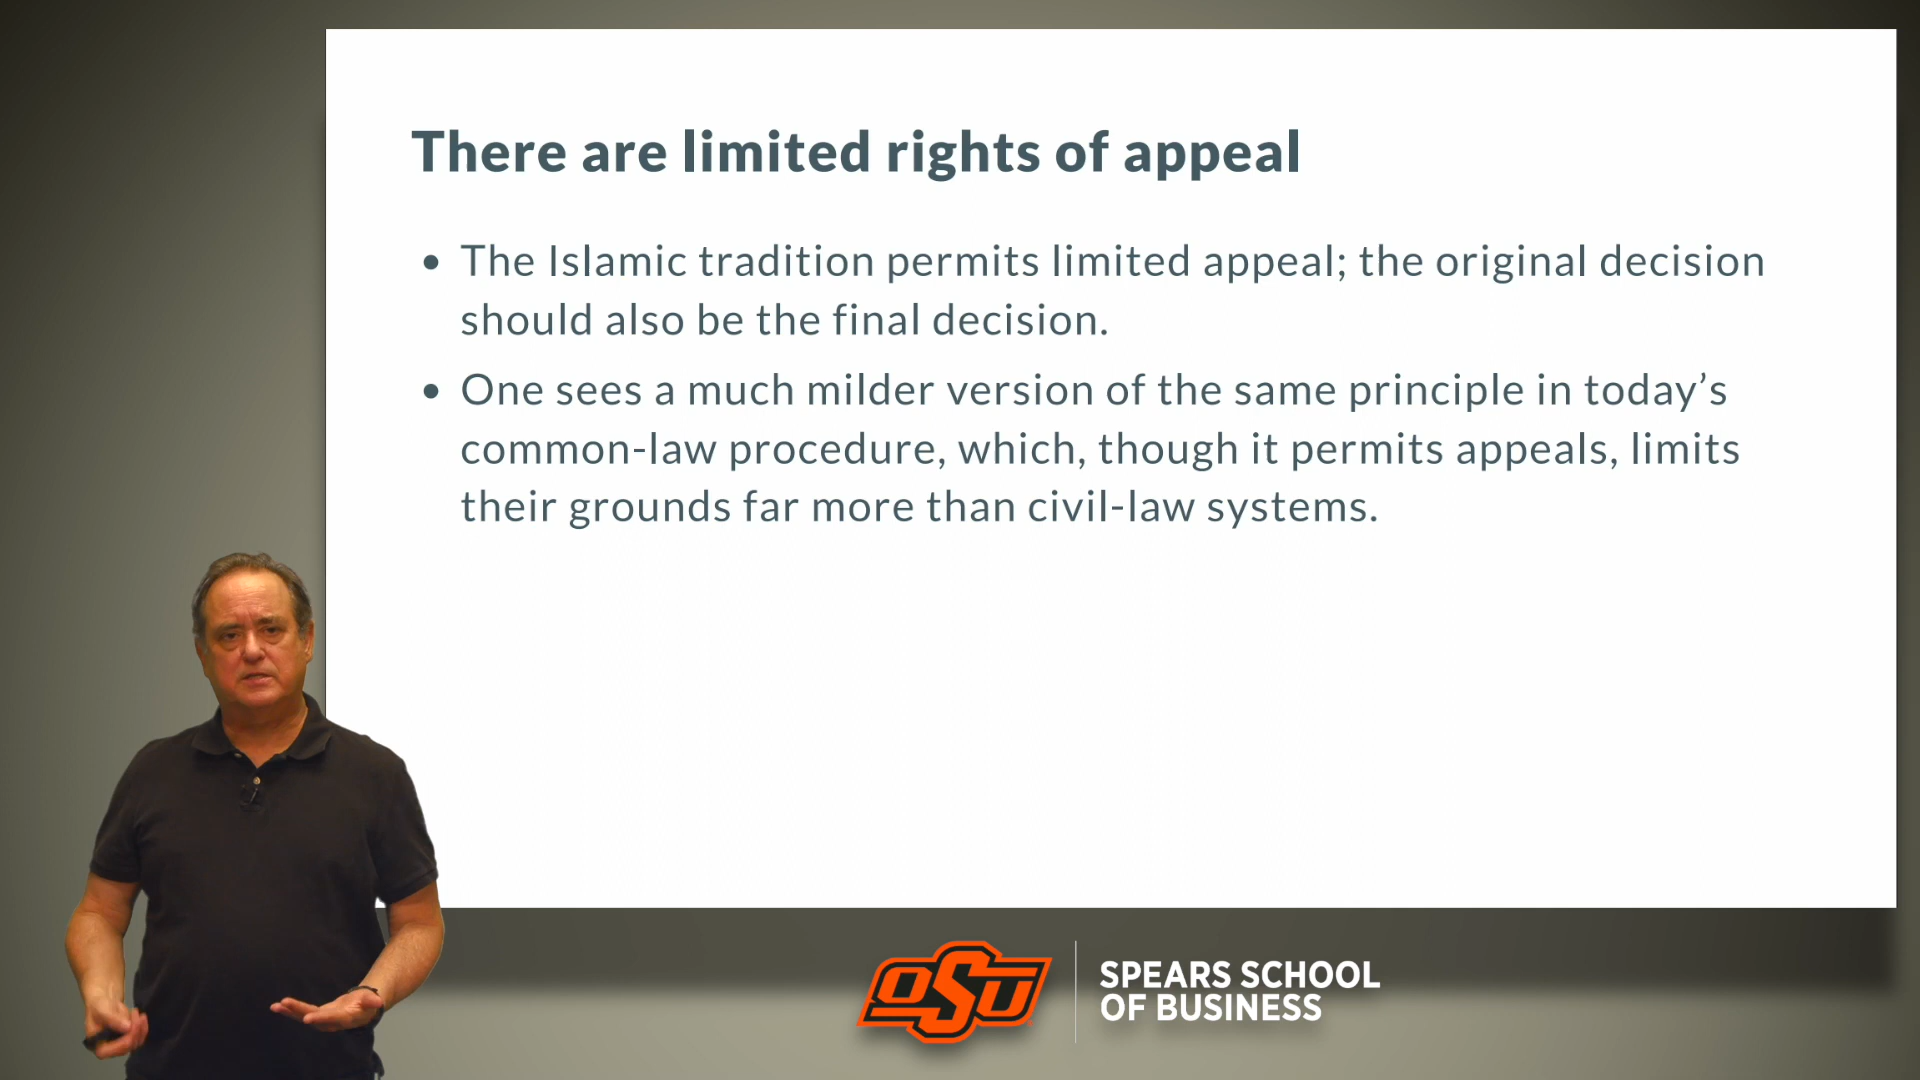 There are limited rights of appeal
• The Islamic tradition permits limited appeal; the original decision
should also be the final decision.
• One sees a much milder version of the same principle in today’s
common-law procedure, which, though it permits appeals, limits
their grounds far more than civil-law systems.
OSU
SPEARS SCHOOL
OF BUSINESS